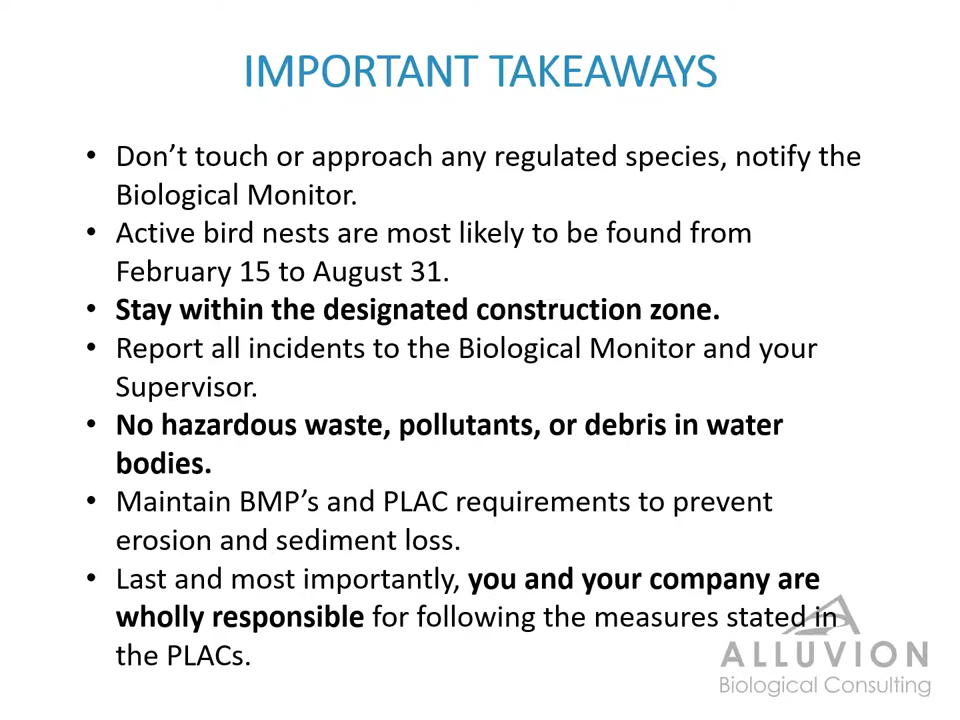 IMPORTANT TAKEAWAYS
• Don’t touch or approach any regulated species, notify the
Biological Monitor.
• Active bird nests are most likely to be found from
February 15 to August 31.
• Stay within the designated construction zone.
• Report all incidents to the Biological Monitor and your
Supervisor.
• No hazardous waste, pollutants, or debris in water
bodies.
• Maintain BMP’s and PLAC requirements to prevent
erosion and sediment loss.
• Last and most importantly, you and your company are
wholly responsible for following the measures stated in
the PLACs.
ALLUVION
Biological Consulting